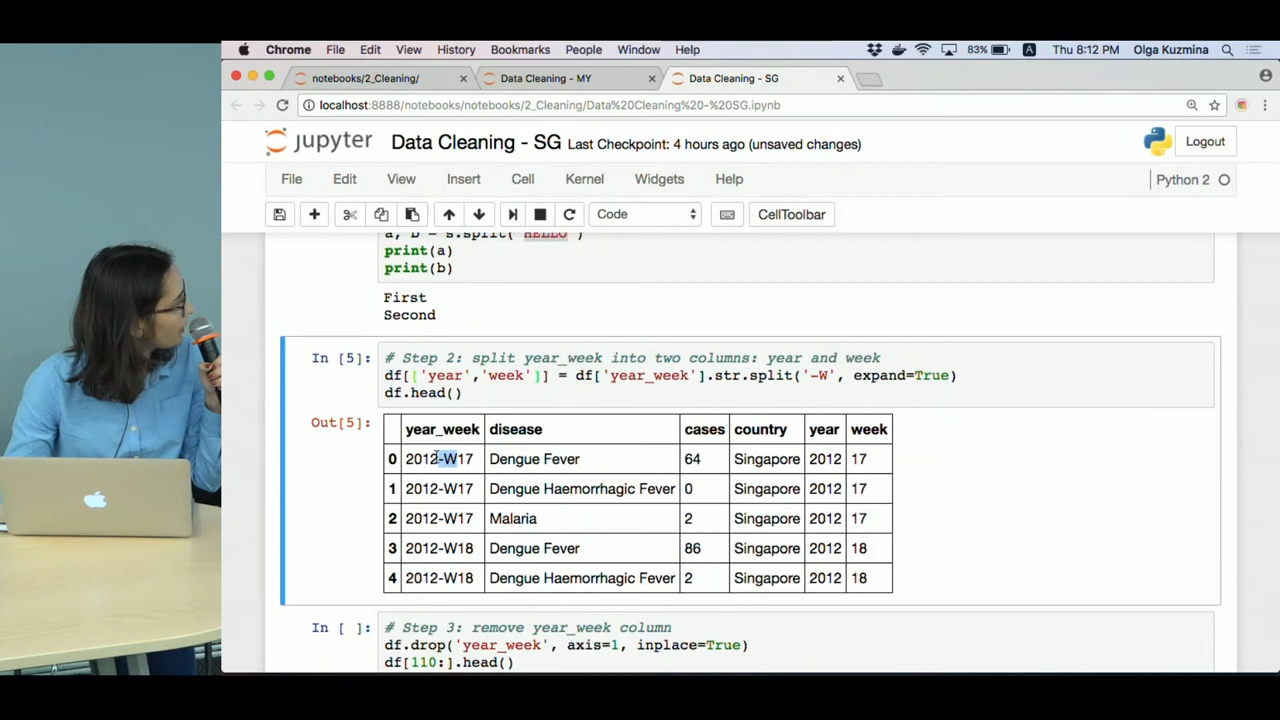 Chrome File Edit View History Bookmarks People Window Help 83% A Thu 8:12 PM Olga Kuzmina
notebooks/2_Cleaning/ Data Cleaning - MY Data Cleaning - SG
localhost:8888/notebooks/notebooks/2_Cleaning/Data%20Cleaning%20-%20SG.ipynb
jupyter Data Cleaning - SG Last Checkpoint: 4 hours ago (unsaved changes) Logout
File Edit View Insert Cell Kernel Widgets Help Python 2
Code CellToolbar
a, b = s.split('HELLO')
print(a)
print(b)
First
Second
In [5]: # Step 2: split year_week into two columns: year and week
df[['year','week']] = df['year_week'].str.split('-W', expand=True)
df.head()
Out[5]:
year_week disease cases country year week
0 2012-W17 Dengue Fever 64 Singapore 2012 17
1 2012-W17 Dengue Haemorrhagic Fever 0 Singapore 2012 17
2 2012-W17 Malaria 2 Singapore 2012 17
3 2012-W18 Dengue Fever 86 Singapore 2012 18
4 2012-W18 Dengue Haemorrhagic Fever 2 Singapore 2012 18
In [ ]: # Step 3: remove year_week column
df.drop('year_week', axis=1, inplace=True)
df[110:].head()